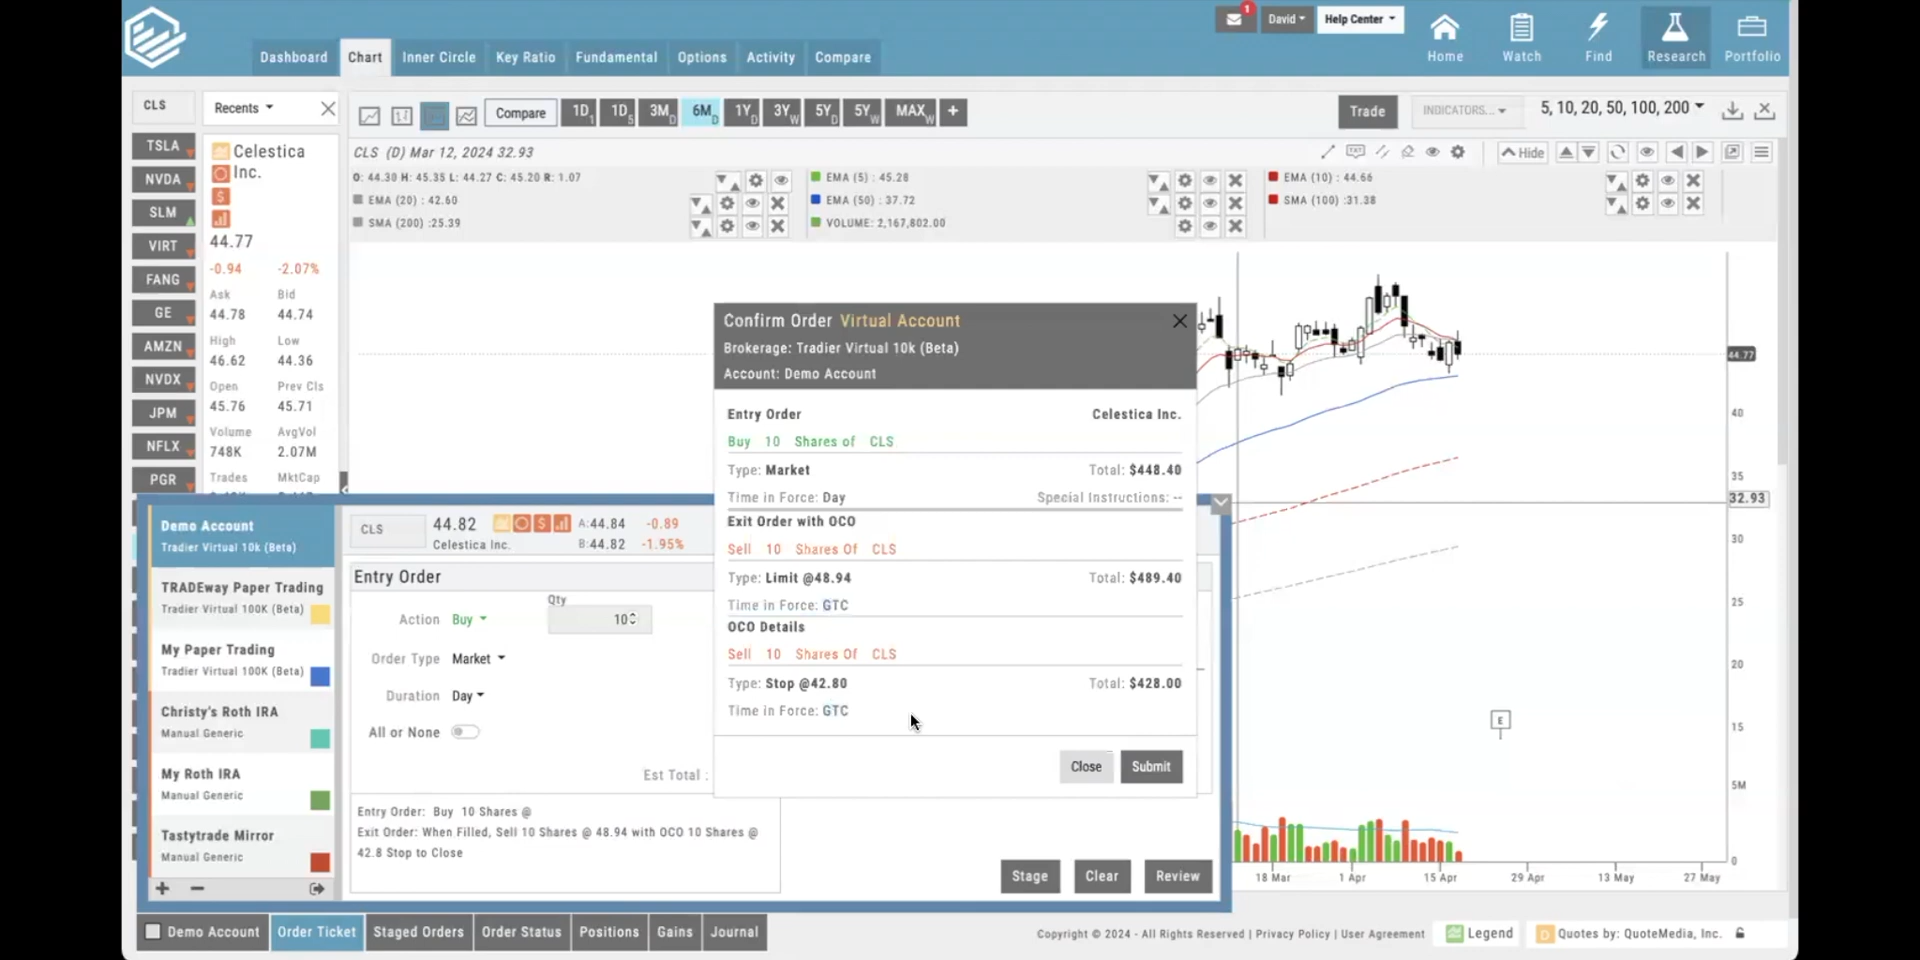 1
David
Help Center
Home
Watch
Find
Research
Portfolio
Dashboard
Chart
Inner Circle
Key Ratio
Fundamental
Options
Activity
Compare
CLS
Recents
Compare
1D1
1D5
3MD
6MD
1YD
3YW
5YD
5YW
MAXW
+
Trade
INDICATORS...
5, 10, 20, 50, 100, 200
TSLA
NVDA
SLM
VIRT
FANG
GE
AMZN
NVDX
JPM
NFLX
PGR
Celestica
Inc.
44.77
-0.94 -2.07%
Ask Bid
44.78 44.74
High Low
46.62 44.36
Open Prev Cls
45.76 45.71
Volume AvgVol
748K 2.07M
Trades MktCap
CLS (D) Mar 12, 2024 32.93
TXT
Hide
O: 44.30 H: 45.35 L: 44.27 C: 45.20 R: 1.07
EMA (5) : 45.28
EMA (10) : 44.66
EMA (20) : 42.60
EMA (50) : 37.72
SMA (100) :31.38
SMA (200) :25.39
VOLUME: 2,167,802.00
44.77
40
35
32.93
30
25
20
15
5M
0
E
18 Mar
1 Apr
15 Apr
29 Apr
13 May
27 May
Confirm Order Virtual Account
Brokerage: Tradier Virtual 10k (Beta)
Account: Demo Account
Entry Order Celestica Inc.
Buy 10 Shares of CLS
Type: Market Total: $448.40
Time in Force: Day Special Instructions: --
Exit Order with OCO
Sell 10 Shares Of CLS
Type: Limit @48.94 Total: $489.40
Time in Force: GTC
OCO Details
Sell 10 Shares Of CLS
Type: Stop @42.80 Total: $428.00
Time in Force: GTC
Close
Submit
Demo Account
Tradier Virtual 10k (Beta)
TRADEway Paper Trading
Tradier Virtual 100K (Beta)
My Paper Trading
Tradier Virtual 100K (Beta)
Christy's Roth IRA
Manual Generic
My Roth IRA
Manual Generic
Tastytrade Mirror
Manual Generic
CLS
44.82
A:44.84 -0.89
Celestica Inc.
B:44.82 -1.95%
Entry Order
Qty
Action Buy
10
Order Type Market
Duration Day
All or None
Est Total :
Entry Order: Buy 10 Shares @
Exit Order: When Filled, Sell 10 Shares @ 48.94 with OCO 10 Shares @
42.8 Stop to Close
Stage
Clear
Review
Demo Account
Order Ticket
Staged Orders
Order Status
Positions
Gains
Journal
Copyright © 2024 - All Rights Reserved | Privacy Policy | User Agreement
Legend
D
Quotes by: QuoteMedia, Inc.